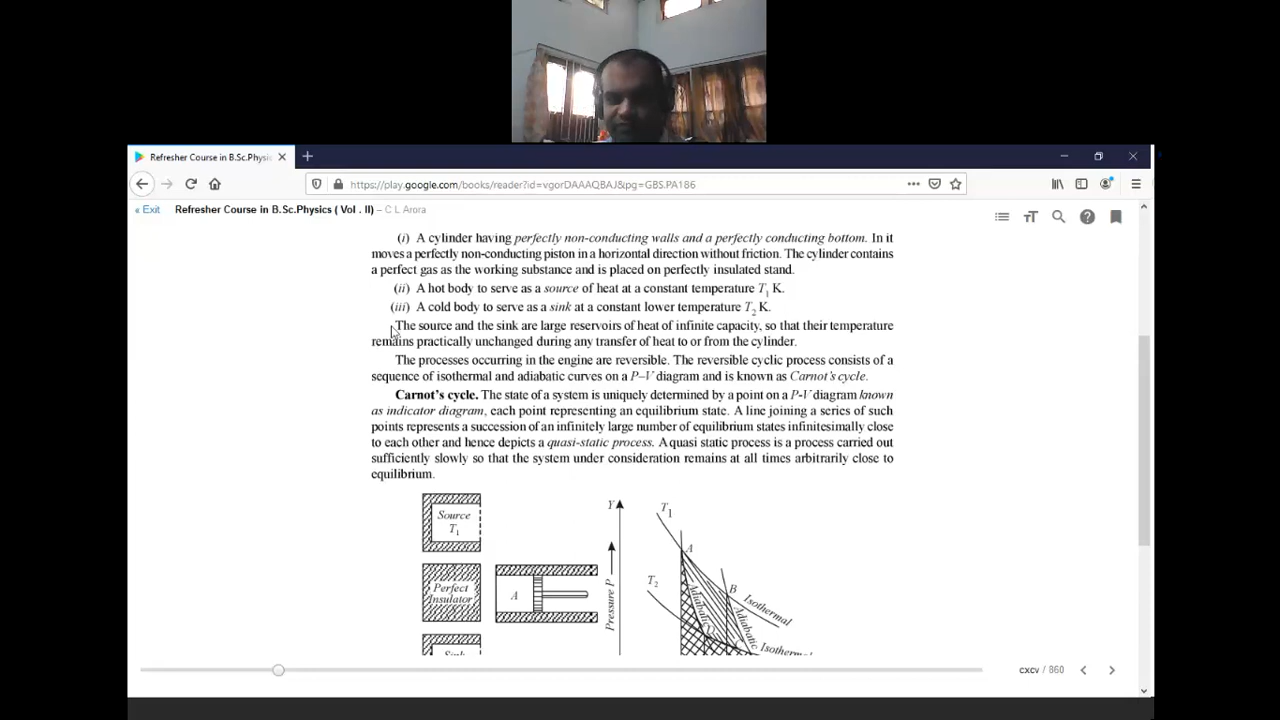 Refresher Course in B.Sc.Physic
https://play.google.com/books/reader?id=vgorDAAAQBAJ&pg=GBS.PA186
« Exit Refresher Course in B.Sc.Physics ( Vol . II) – C L Arora
(i) A cylinder having perfectly non-conducting walls and a perfectly conducting bottom. In it
moves a perfectly non-conducting piston in a horizontal direction without friction. The cylinder contains
a perfect gas as the working substance and is placed on perfectly insulated stand.
(ii) A hot body to serve as a source of heat at a constant temperature T₁ K.
(iii) A cold body to serve as a sink at a constant lower temperature T₂ K.
The source and the sink are large reservoirs of heat of infinite capacity, so that their temperature
remains practically unchanged during any transfer of heat to or from the cylinder.
The processes occurring in the engine are reversible. The reversible cyclic process consists of a
sequence of isothermal and adiabatic curves on a P–V diagram and is known as Carnot's cycle.
Carnot's cycle. The state of a system is uniquely determined by a point on a P-V diagram known
as indicator diagram, each point representing an equilibrium state. A line joining a series of such
points represents a succession of an infinitely large number of equilibrium states infinitesimally close
to each other and hence depicts a quasi-static process. A quasi static process is a process carried out
sufficiently slowly so that the system under consideration remains at all times arbitrarily close to
equilibrium.
Source
T₁
Perfect
Insulator
Sink
A
Y
Pressure P
T₁
A
T₂
B
Isothermal
Adiabatic
Adiabatic
Isothermal
cxcv / 860